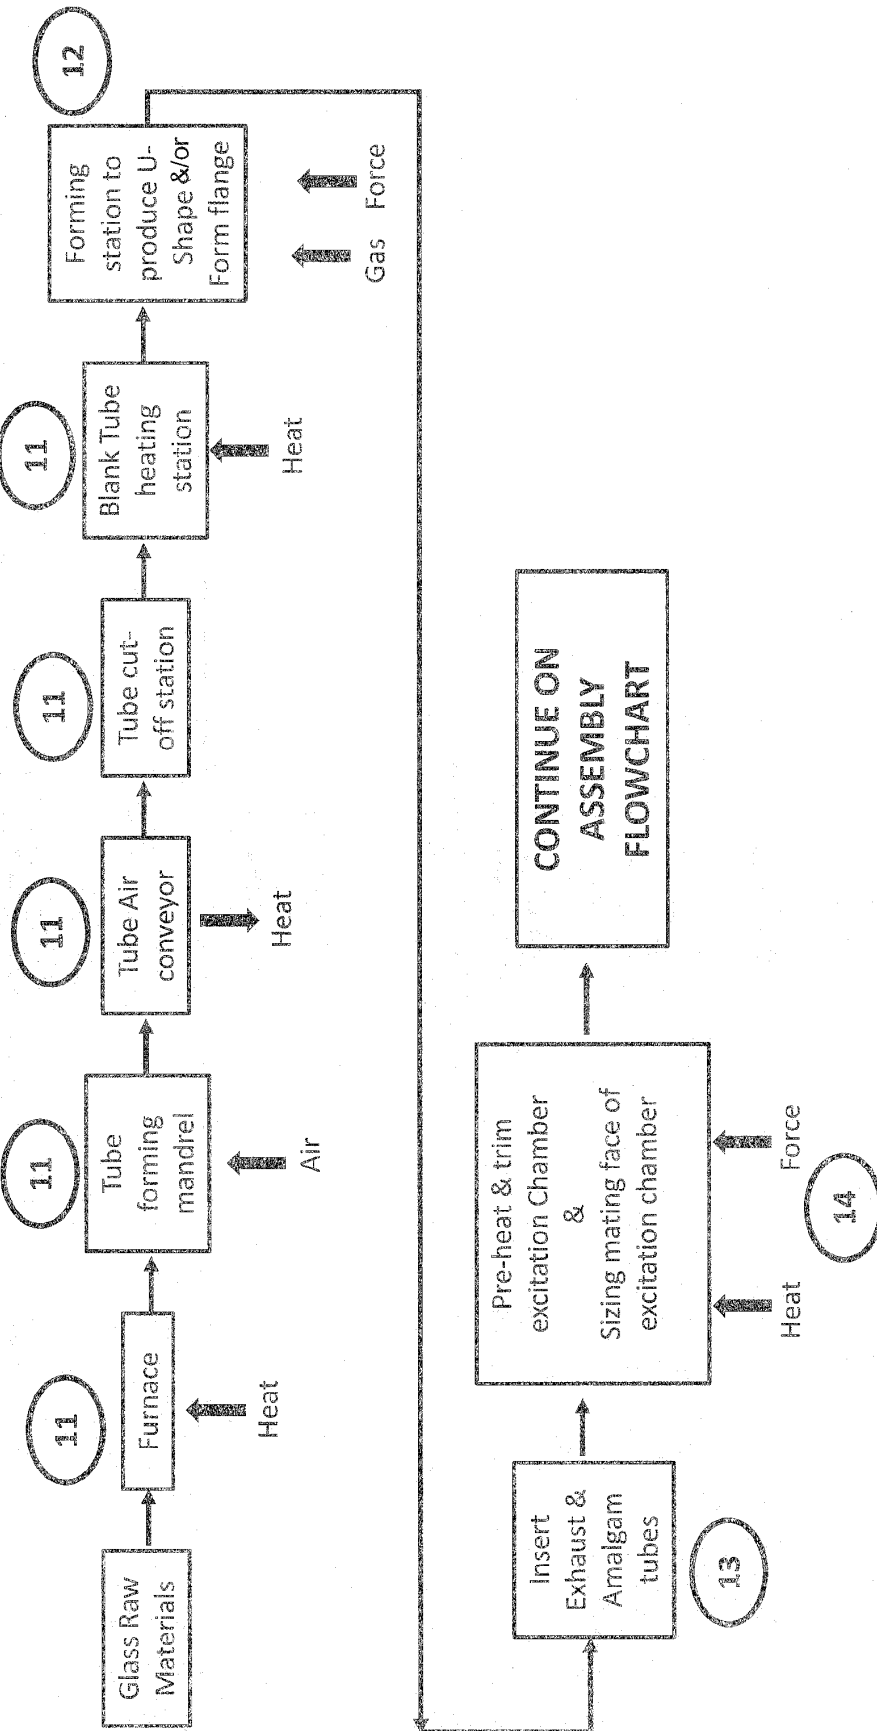 Glass Raw
Materials
11
Furnace
Heat
11
Tube
forming
mandrel
Air
11
Tube Air
conveyor
Heat
11
Tube cut-
off station
11
Blank Tube
heating
station
Heat
12
Forming
station to
produce U-
Shape &/or
Form flange
Gas
Force
Insert
Exhaust &
Amalgam
tubes
13
Pre-heat & trim
excitation Chamber
&
Sizing mating face of
excitation chamber
Heat
Force
14
CONTINUE ON
ASSEMBLY
FLOWCHART